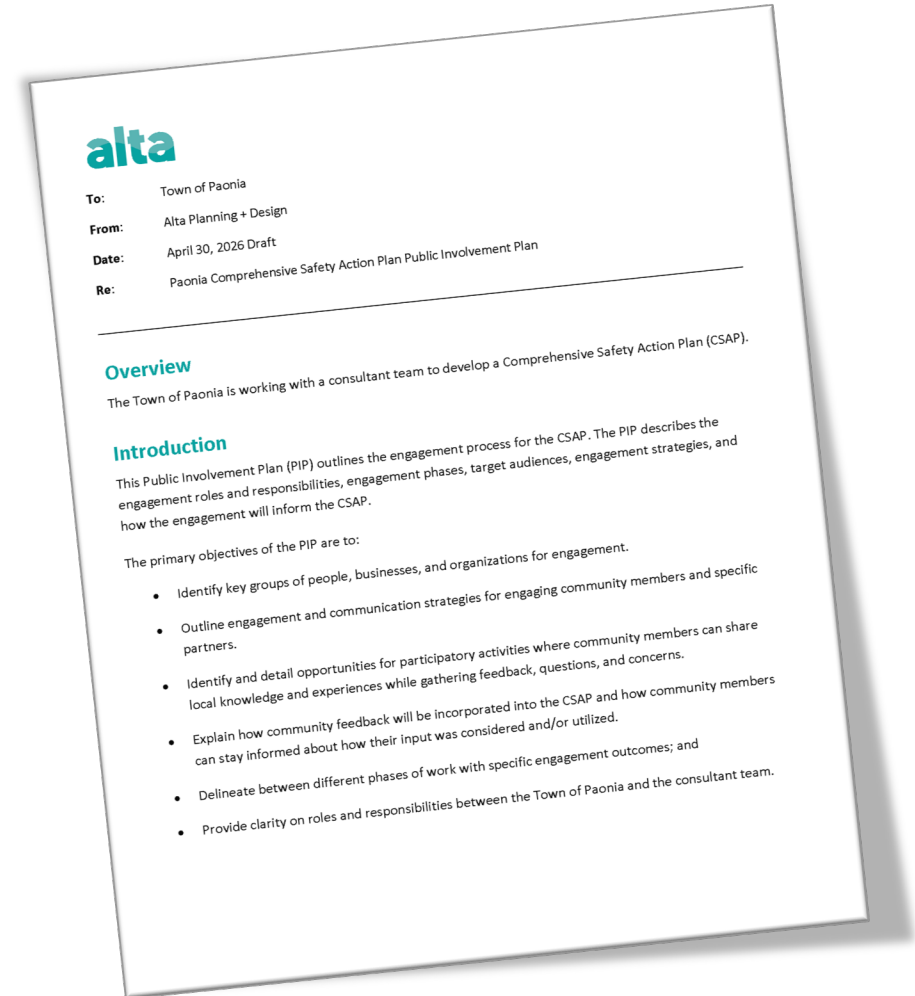 alta
To: Town of Paonia
From: Alta Planning + Design
Date: April 30, 2026 Draft
Re: Paonia Comprehensive Safety Action Plan Public Involvement Plan
Overview
The Town of Paonia is working with a consultant team to develop a Comprehensive Safety Action Plan (CSAP).
Introduction
This Public Involvement Plan (PIP) outlines the engagement process for the CSAP. The PIP describes the
engagement roles and responsibilities, engagement phases, target audiences, engagement strategies, and
how the engagement will inform the CSAP.
The primary objectives of the PIP are to:
• Identify key groups of people, businesses, and organizations for engagement.
• Outline engagement and communication strategies for engaging community members and specific
partners.
• Identify and detail opportunities for participatory activities where community members can share
local knowledge and experiences while gathering feedback, questions, and concerns.
• Explain how community feedback will be incorporated into the CSAP and how community members
can stay informed about how their input was considered and/or utilized.
• Delineate between different phases of work with specific engagement outcomes; and
• Provide clarity on roles and responsibilities between the Town of Paonia and the consultant team.